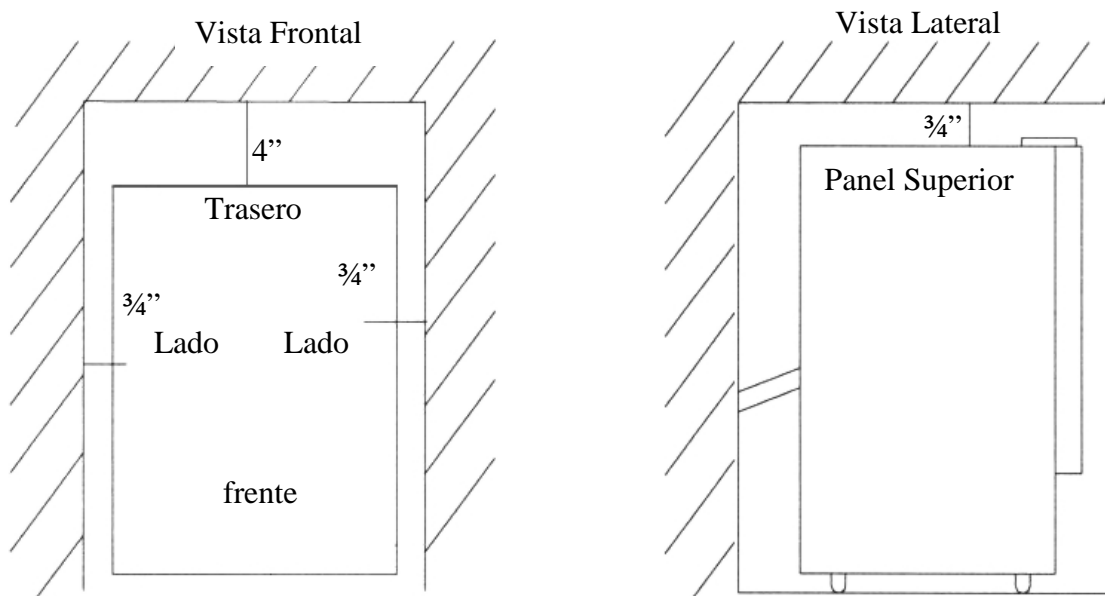 Vista Frontal
4”
Trasero
¾”
¾”
Lado Lado
frente
Vista Lateral
¾”
Panel Superior